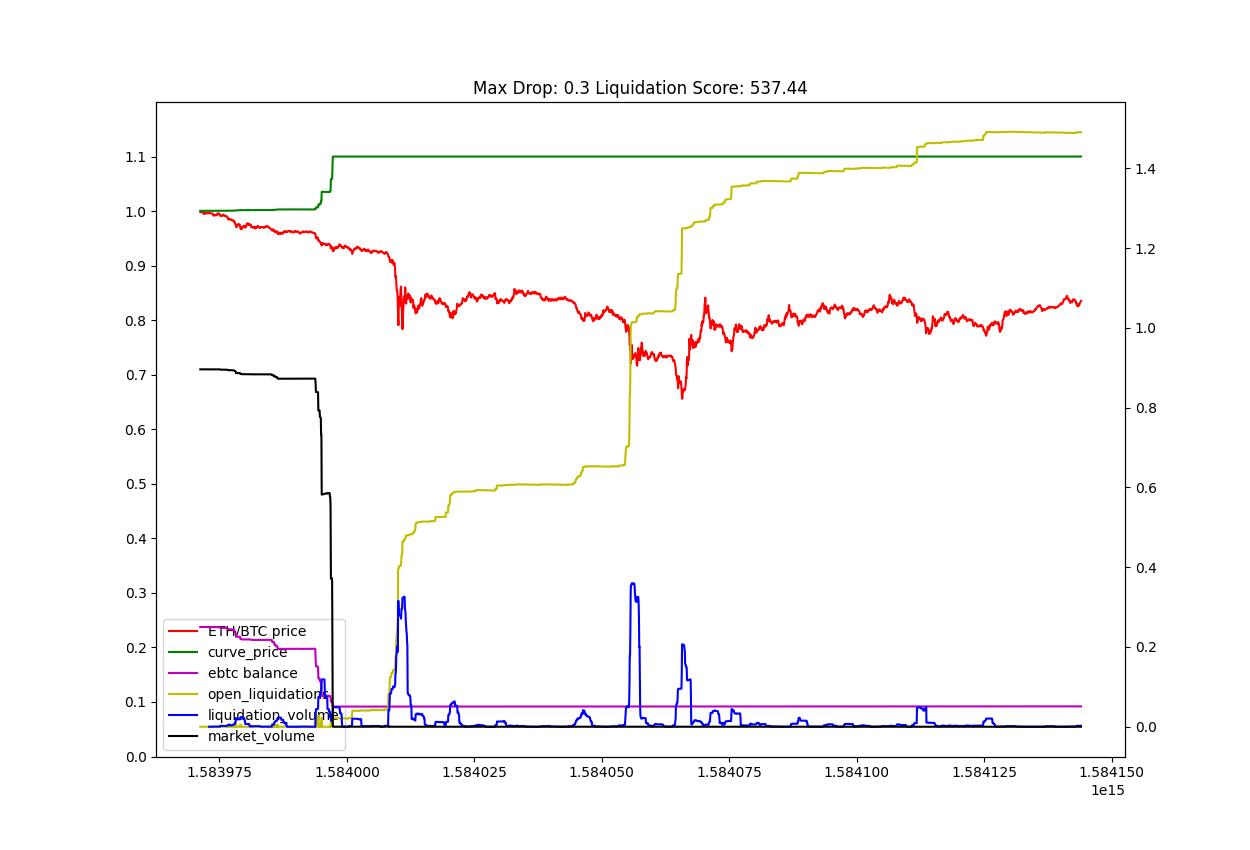 Max Drop: 0.3 Liquidation Score: 537.44
1.1
1.0
0.9
0.8
0.7
0.6
0.5
0.4
0.3
0.2
0.1
0.0
1.4
1.2
1.0
0.8
0.6
0.4
0.2
0.0
ETH/BTC price
curve_price
ebtc balance
open_liquidations
liquidation_volume
market_volume
1.583975 1.584000 1.584025 1.584050 1.584075 1.584100 1.584125 1.584150
1e15